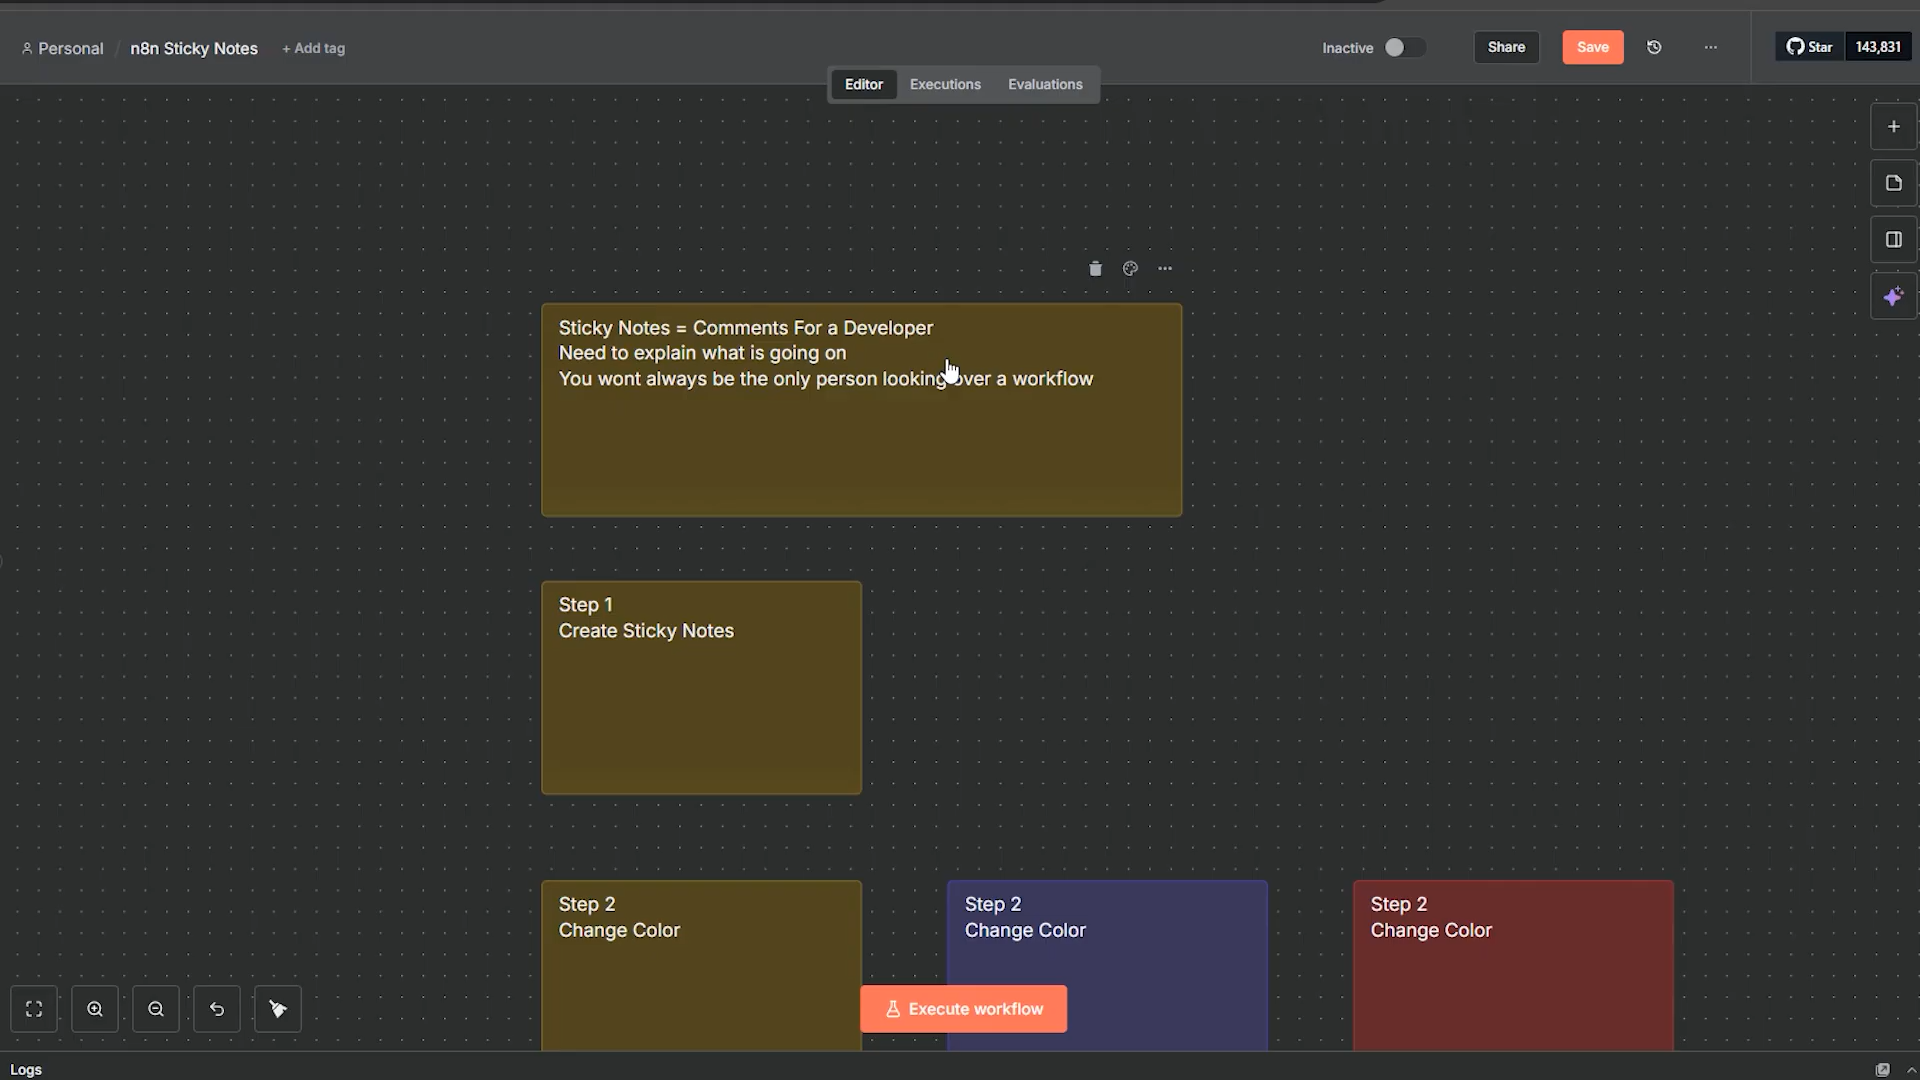 Personal / n8n Sticky Notes + Add tag
Inactive Share Save Star 143,831
Editor Executions Evaluations
Sticky Notes = Comments For a Developer
Need to explain what is going on
You wont always be the only person looking over a workflow
Step 1
Create Sticky Notes
Step 2
Change Color
Step 2
Change Color
Step 2
Change Color
Execute workflow
Logs